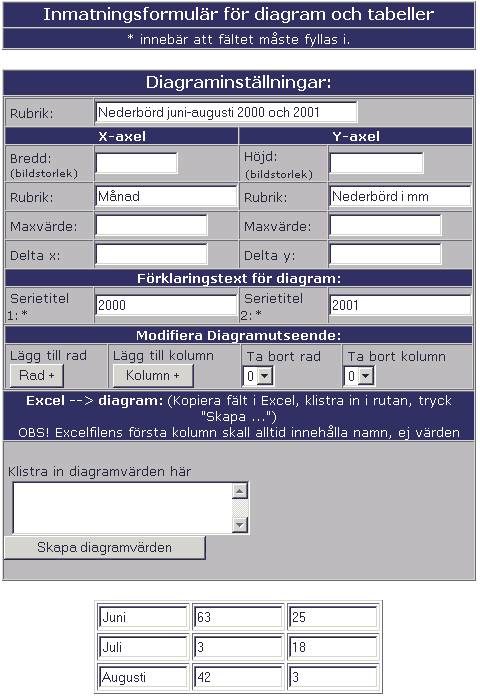 Inmatningsformulär för diagram och tabeller
* innebär att fältet måste fyllas i.
Diagraminställningar:
Rubrik: Nederbörd juni-augusti 2000 och 2001
X-axel Y-axel
Bredd: (bildstorlek) Höjd: (bildstorlek)
Rubrik: Månad Rubrik: Nederbörd i mm
Maxvärde: Maxvärde:
Delta x: Delta y:
Förklaringstext för diagram:
Serietitel 1:* 2000 Serietitel 2:* 2001
Modifiera Diagramutseende:
Lägg till rad Lägg till kolumn Ta bort rad Ta bort kolumn
Rad + Kolumn + 0 0
Excel --> diagram: (Kopiera fält i Excel, klistra in i rutan, tryck
"Skapa ...")
OBS! Excelfilens första kolumn skall alltid innehålla namn, ej värden
Klistra in diagramvärden här
Skapa diagramvärden
Juni 63 25
Juli 3 18
Augusti 42 3